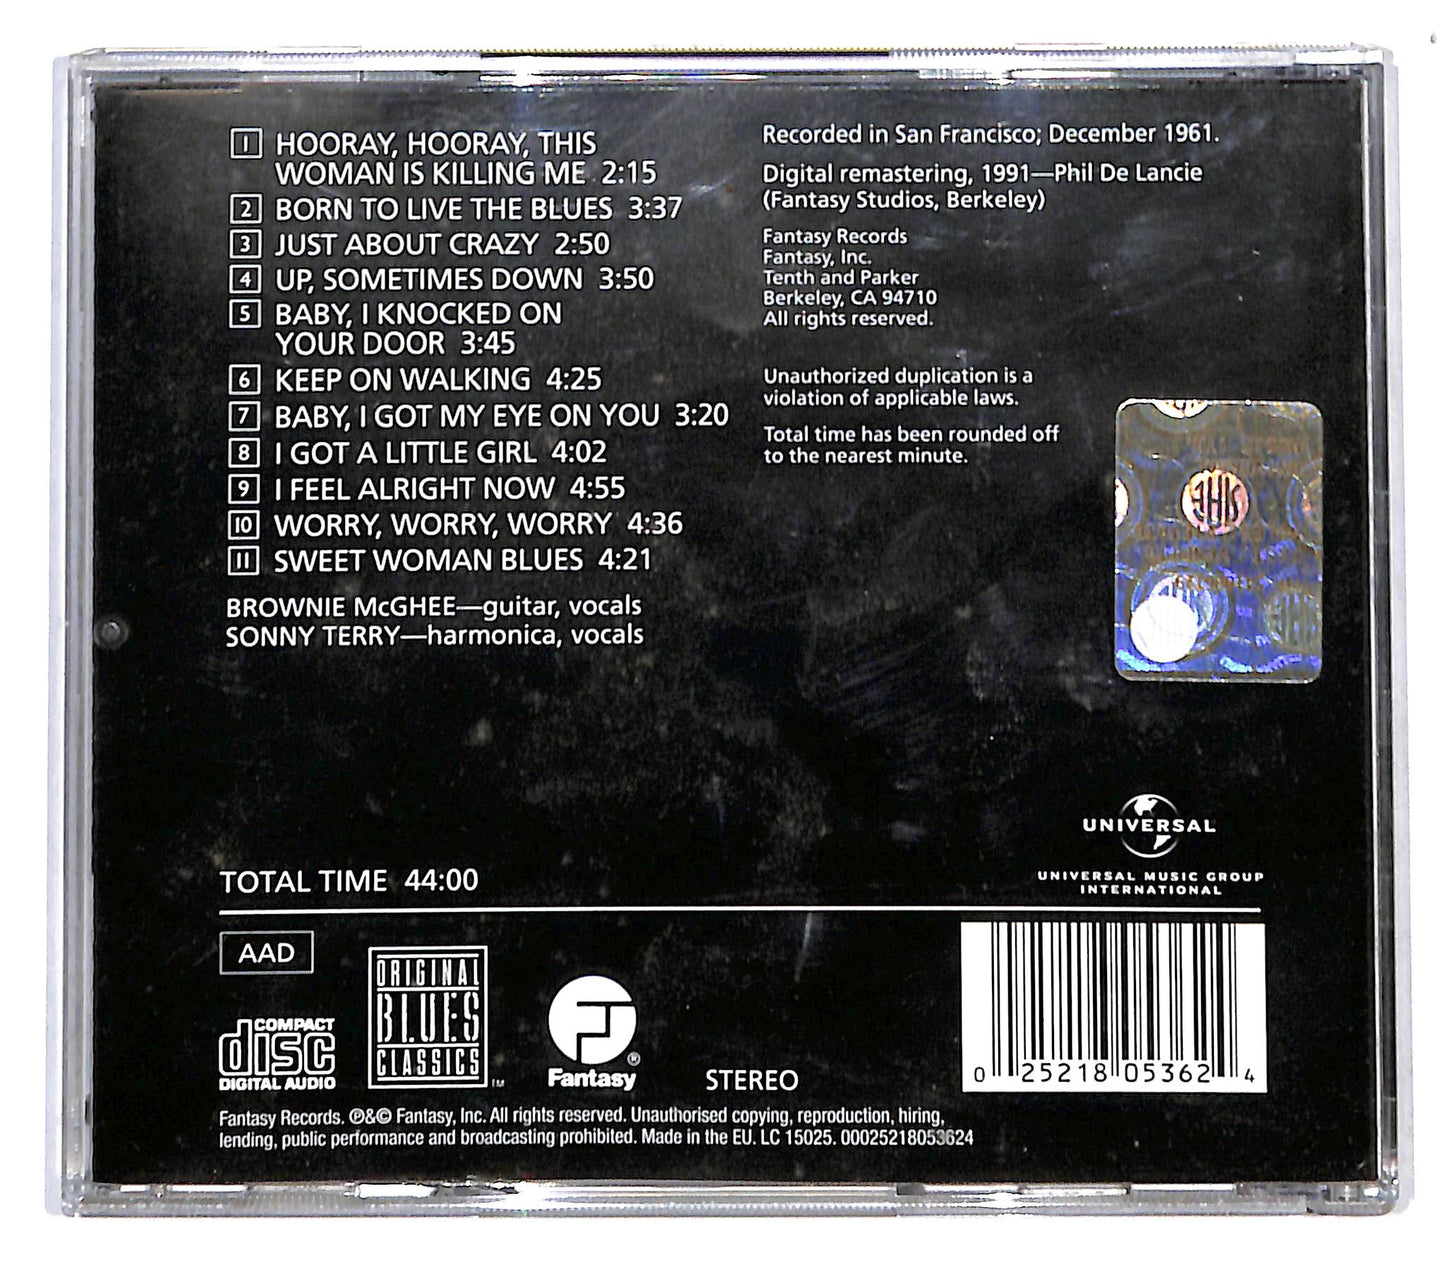 1 HOORAY, HOORAY, THIS
WOMAN IS KILLING ME 2:15
2 BORN TO LIVE THE BLUES 3:37
3 JUST ABOUT CRAZY 2:50
4 UP, SOMETIMES DOWN 3:50
5 BABY, I KNOCKED ON
YOUR DOOR 3:45
6 KEEP ON WALKING 4:25
7 BABY, I GOT MY EYE ON YOU 3:20
8 I GOT A LITTLE GIRL 4:02
9 I FEEL ALRIGHT NOW 4:55
10 WORRY, WORRY, WORRY 4:36
11 SWEET WOMAN BLUES 4:21
BROWNIE McGHEE—guitar, vocals
SONNY TERRY—harmonica, vocals
Recorded in San Francisco; December 1961.
Digital remastering, 1991—Phil De Lancie
(Fantasy Studios, Berkeley)
Fantasy Records
Fantasy, Inc.
Tenth and Parker
Berkeley, CA 94710
All rights reserved.
Unauthorized duplication is a
violation of applicable laws.
Total time has been rounded off
to the nearest minute.
UNIVERSAL
UNIVERSAL MUSIC GROUP
INTERNATIONAL
TOTAL TIME 44:00
AAD
COMPACT
disc
DIGITAL AUDIO
ORIGINAL
BLUES
CLASSICS
™
®
Fantasy
STEREO
0 25218 05362 4
Fantasy Records. ℗&© Fantasy, Inc. All rights reserved. Unauthorised copying, reproduction, hiring,
lending, public performance and broadcasting prohibited. Made in the EU. LC 15025. 00025218053624